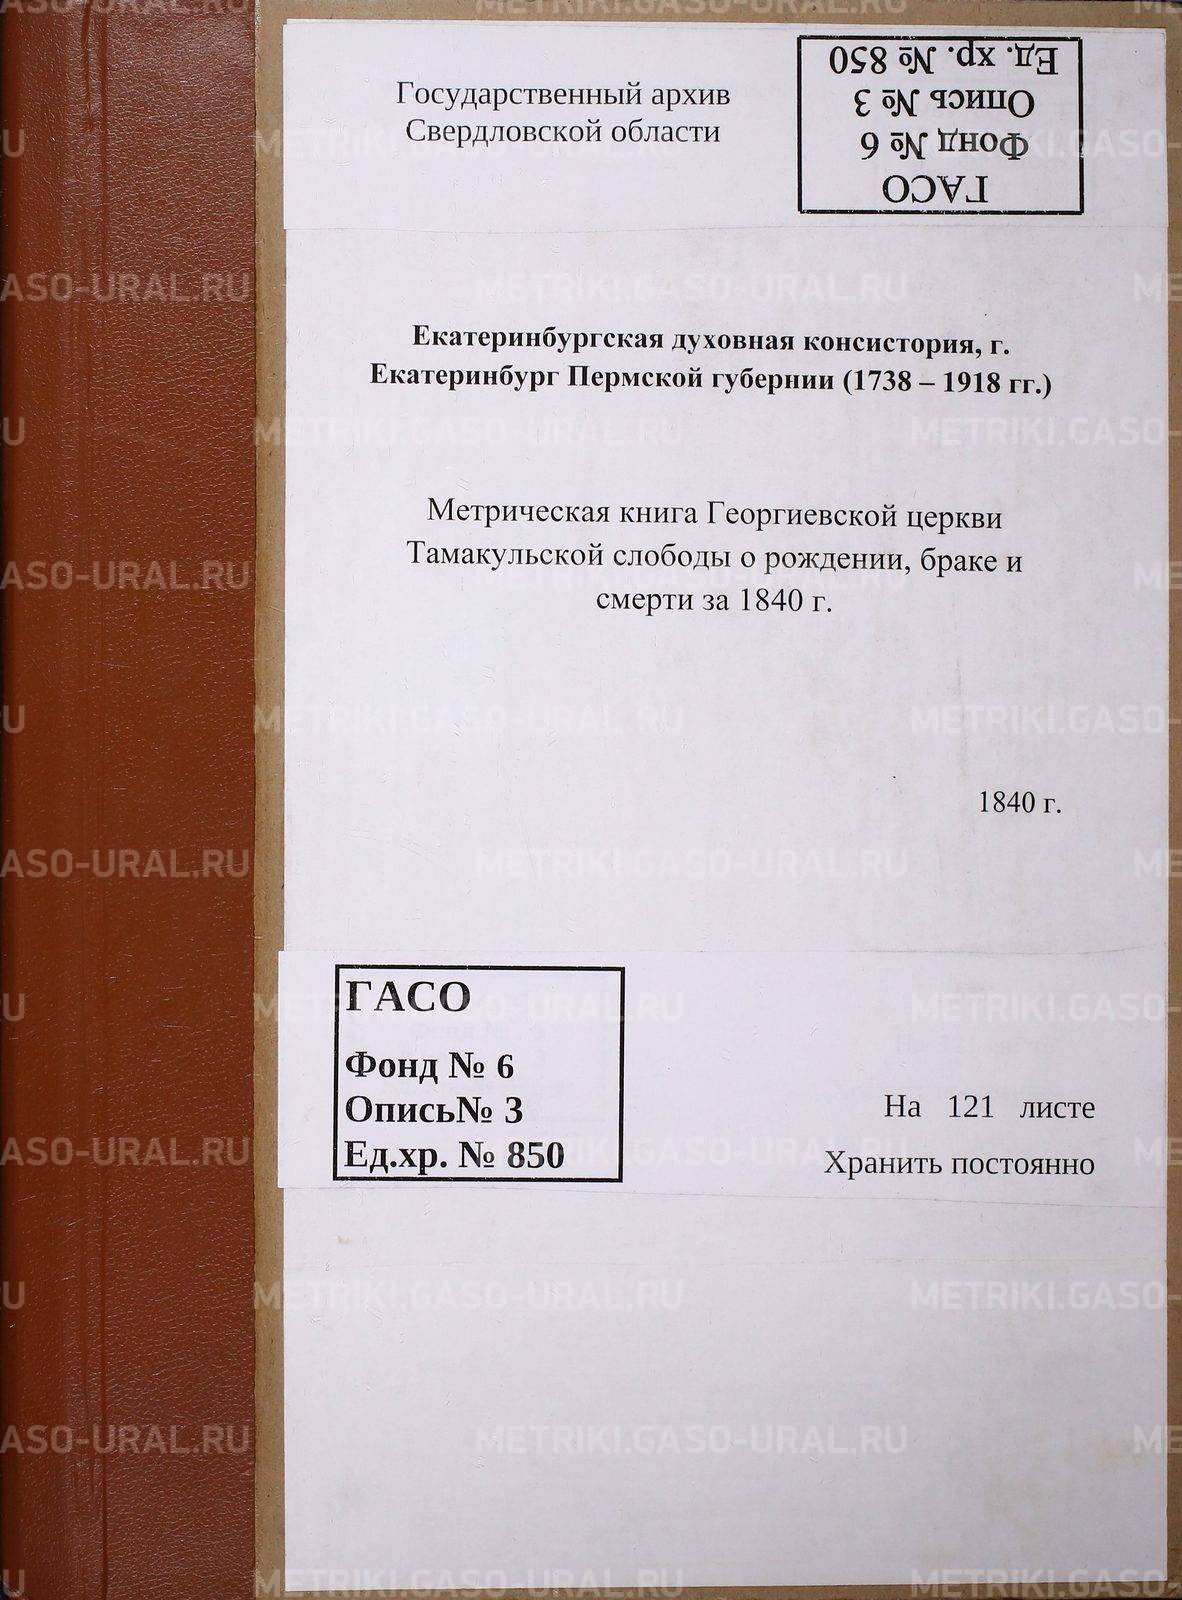 Государственный архив
Свердловской области
ГАСО
Фонд № 6
Опись № 3
Ед. хр. № 850
Екатеринбургская духовная консистория, г.
Екатеринбург Пермской губернии (1738 – 1918 гг.)
Метрическая книга Георгиевской церкви
Тамакульской слободы о рождении, браке и
смерти за 1840 г.
1840 г.
ГАСО
Фонд № 6
Опись№ 3
Ед.хр. № 850
На 121 листе
Хранить постоянно
METRIKI.GASO-URAL.RU